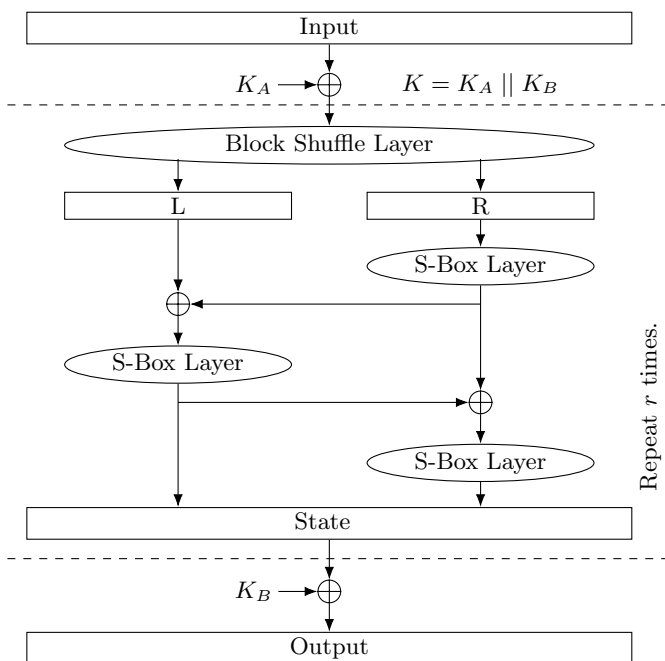 Input
K_A
K = K_A || K_B
Block Shuffle Layer
L
R
S-Box Layer
S-Box Layer
S-Box Layer
Repeat r times.
State
K_B
Output